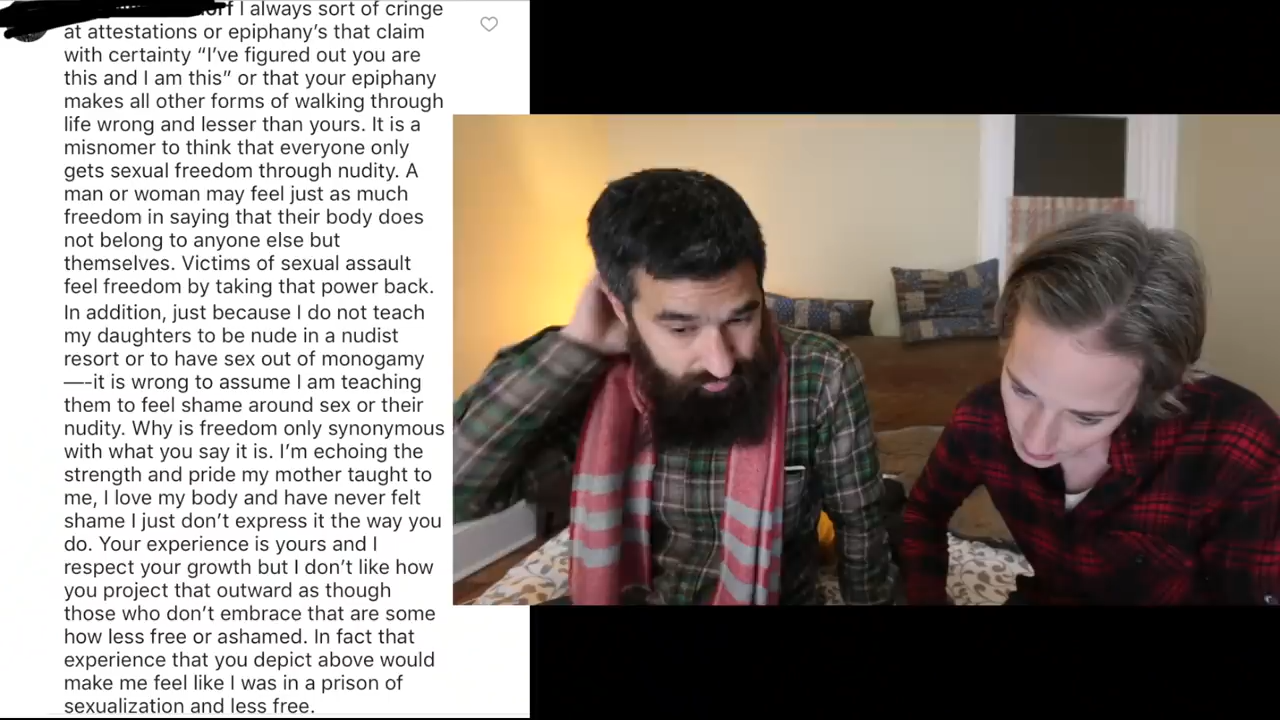 I always sort of cringe
at attestations or epiphany's that claim
with certainty “I've figured out you are
this and I am this” or that your epiphany
makes all other forms of walking through
life wrong and lesser than yours. It is a
misnomer to think that everyone only
gets sexual freedom through nudity. A
man or woman may feel just as much
freedom in saying that their body does
not belong to anyone else but
themselves. Victims of sexual assault
feel freedom by taking that power back.
In addition, just because I do not teach
my daughters to be nude in a nudist
resort or to have sex out of monogamy
—-it is wrong to assume I am teaching
them to feel shame around sex or their
nudity. Why is freedom only synonymous
with what you say it is. I'm echoing the
strength and pride my mother taught to
me, I love my body and have never felt
shame I just don't express it the way you
do. Your experience is yours and I
respect your growth but I don't like how
you project that outward as though
those who don't embrace that are some
how less free or ashamed. In fact that
experience that you depict above would
make me feel like I was in a prison of
sexualization and less free.